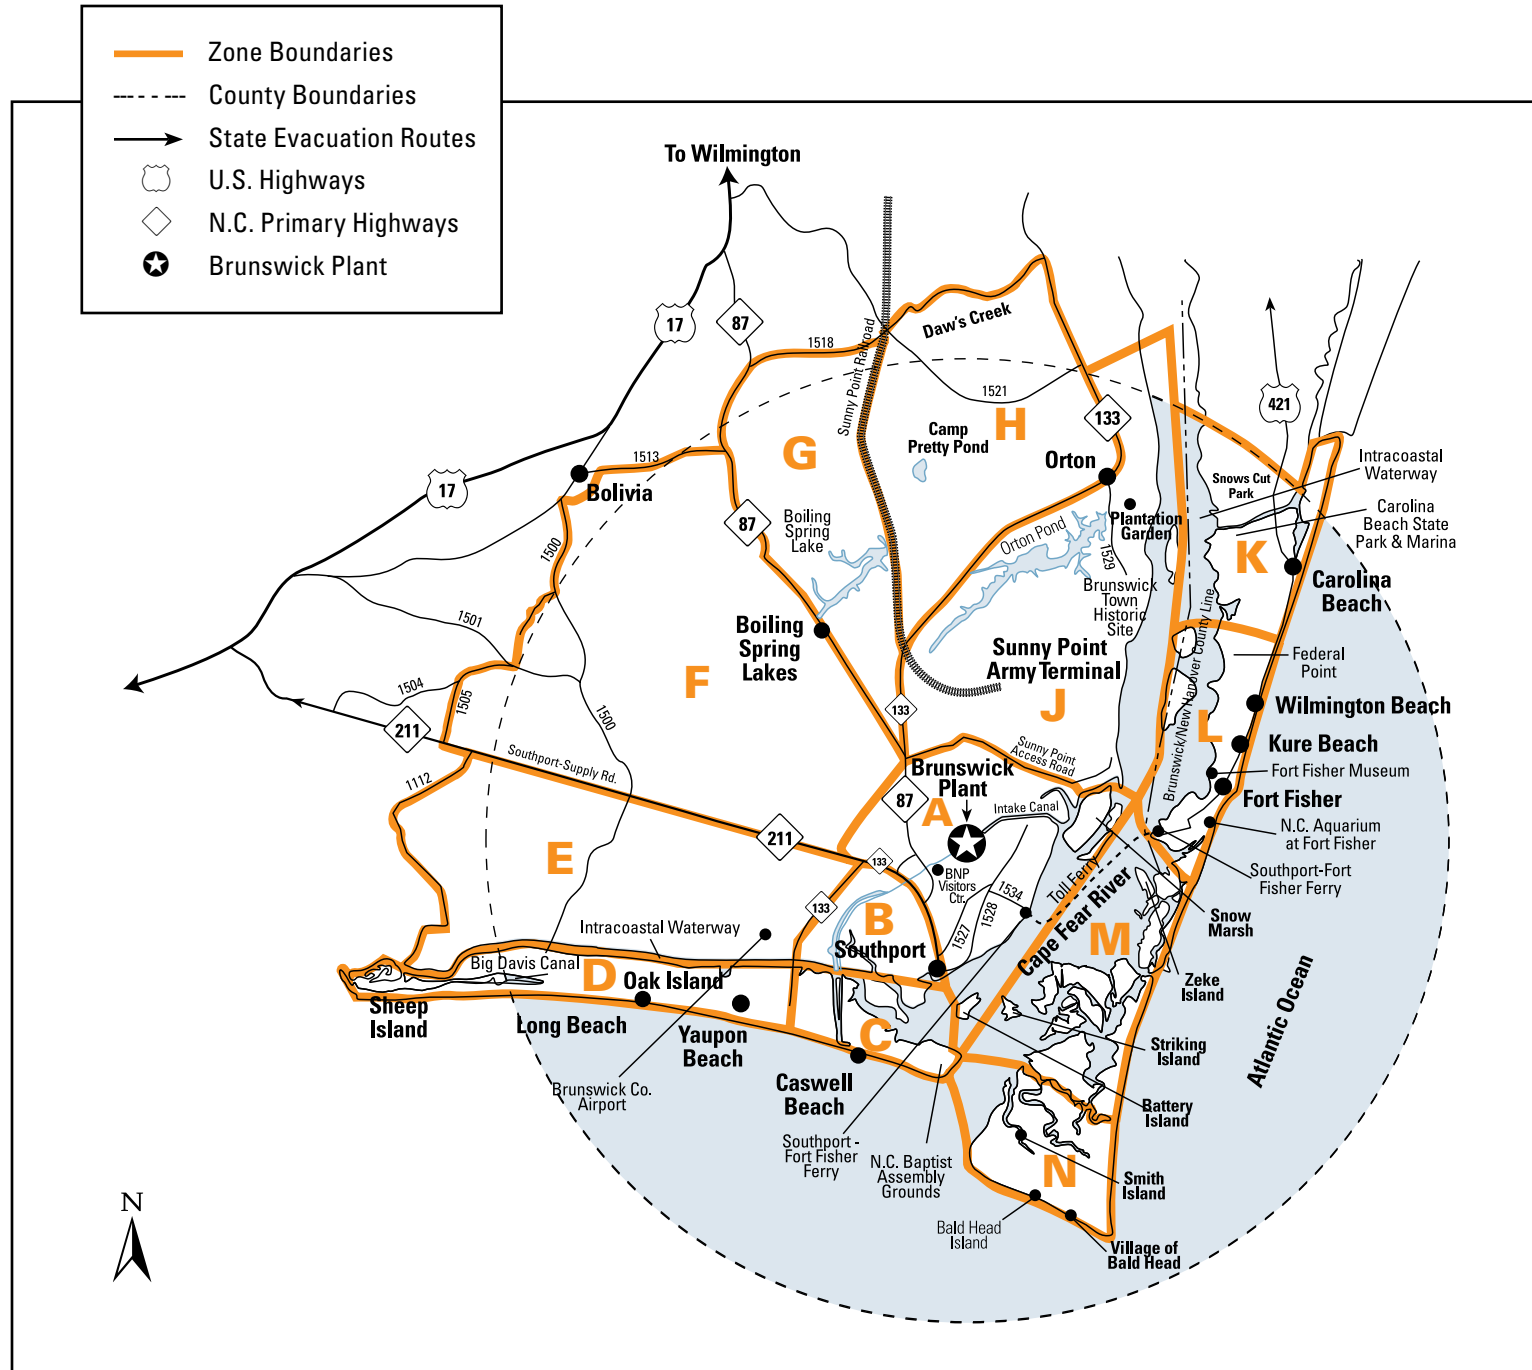 Zone Boundaries
County Boundaries
State Evacuation Routes
U.S. Highways
N.C. Primary Highways
Brunswick Plant
To Wilmington
17
87
1518
Sunny Point Railroad
Daw's Creek
1521
421
133
H
Camp
Pretty Pond
G
Orton
1513
Bolivia
17
Intracoastal
Waterway
Snows Cut
Park
Carolina
Beach State
Park & Marina
87
Boiling
Spring
Lake
Plantation
Garden
Orton Pond
1529
1500
K
Carolina
Beach
Brunswick
Town
Historic
Site
1501
Boiling
Spring
Lakes
Sunny Point
Army Terminal
Brunswick/New Hanover County Line
Federal
Point
F
1504
1505
1500
133
J
Wilmington Beach
L
211
Southport-Supply Rd.
Sunny Point
Access Road
Kure Beach
Fort Fisher Museum
1112
Brunswick
Plant
87
A
Intake Canal
Fort Fisher
N.C. Aquarium
at Fort Fisher
211
133
E
BNP
Visitors
Ctr.
Toll Ferry
Southport-Fort
Fisher Ferry
1534
1528
1527
133
B
Southport
Cape Fear River
M
Snow
Marsh
Intracoastal Waterway
Big Davis Canal
D
Oak Island
Sheep
Island
Long Beach
Yaupon
Beach
Zeke
Island
Atlantic Ocean
C
Striking
Island
Caswell
Beach
Brunswick Co.
Airport
Battery
Island
Southport -
Fort Fisher
Ferry
N.C. Baptist
Assembly
Grounds
N
Smith
Island
Bald Head
Island
Village of
Bald Head
N